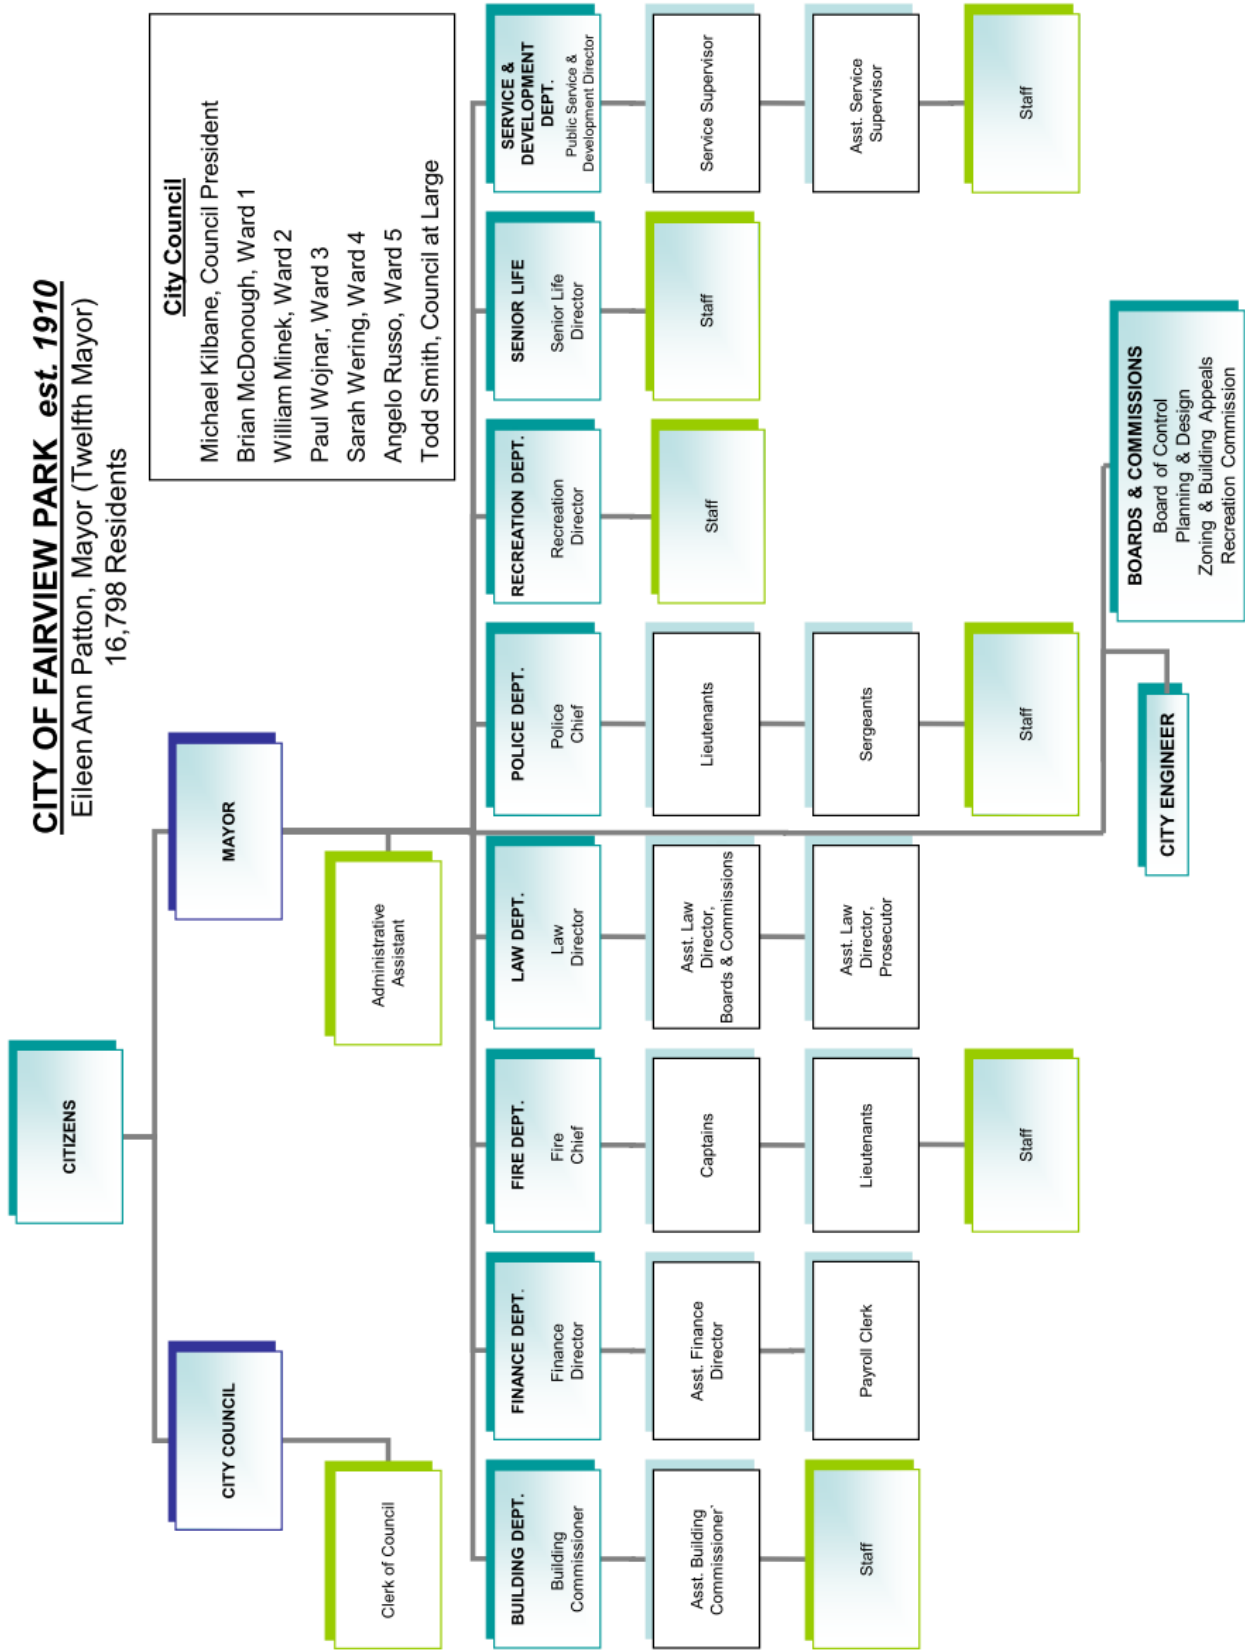 CITY OF FAIRVIEW PARK est. 1910
Eileen Ann Patton, Mayor (Twelfth Mayor)
16,798 Residents
City Council
Michael Kilbane, Council President
Brian McDonough, Ward 1
William Minek, Ward 2
Paul Wojnar, Ward 3
Sarah Wering, Ward 4
Angelo Russo, Ward 5
Todd Smith, Council at Large
CITIZENS
CITY COUNCIL
MAYOR
Clerk of Council
Administrative
Assistant
BUILDING DEPT.
Building
Commissioner
Asst. Building
Commissioner`
Staff
FINANCE DEPT.
Finance
Director
Asst. Finance
Director
Payroll Clerk
FIRE DEPT.
Fire
Chief
Captains
Lieutenants
Staff
LAW DEPT.
Law
Director
Asst. Law
Director,
Boards & Commissions
Asst. Law
Director,
Prosecutor
POLICE DEPT.
Police
Chief
Lieutenants
Sergeants
Staff
RECREATION DEPT.
Recreation
Director
Staff
SENIOR LIFE
Senior Life
Director
Staff
SERVICE &
DEVELOPMENT
DEPT.
Public Service &
Development Director
Service Supervisor
Asst. Service
Supervisor
Staff
CITY ENGINEER
BOARDS & COMMISSIONS
Board of Control
Planning & Design
Zoning & Building Appeals
Recreation Commission